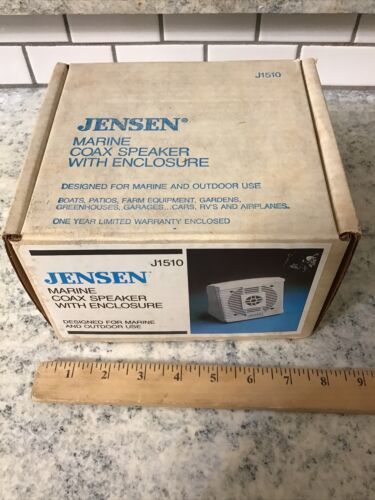 J1510
JENSEN®
MARINE
COAX SPEAKER
WITH ENCLOSURE
DESIGNED FOR MARINE AND OUTDOOR USE
BOATS, PATIOS, FARM EQUIPMENT, GARDENS,
GREENHOUSES, GARAGES...CARS, RV'S AND AIRPLANES.
ONE YEAR LIMITED WARRANTY ENCLOSED
J1510
JENSEN
MARINE
COAX SPEAKER
WITH ENCLOSURE
DESIGNED FOR MARINE
AND OUTDOOR USE
1 2 3 4 5 6 7 8 9